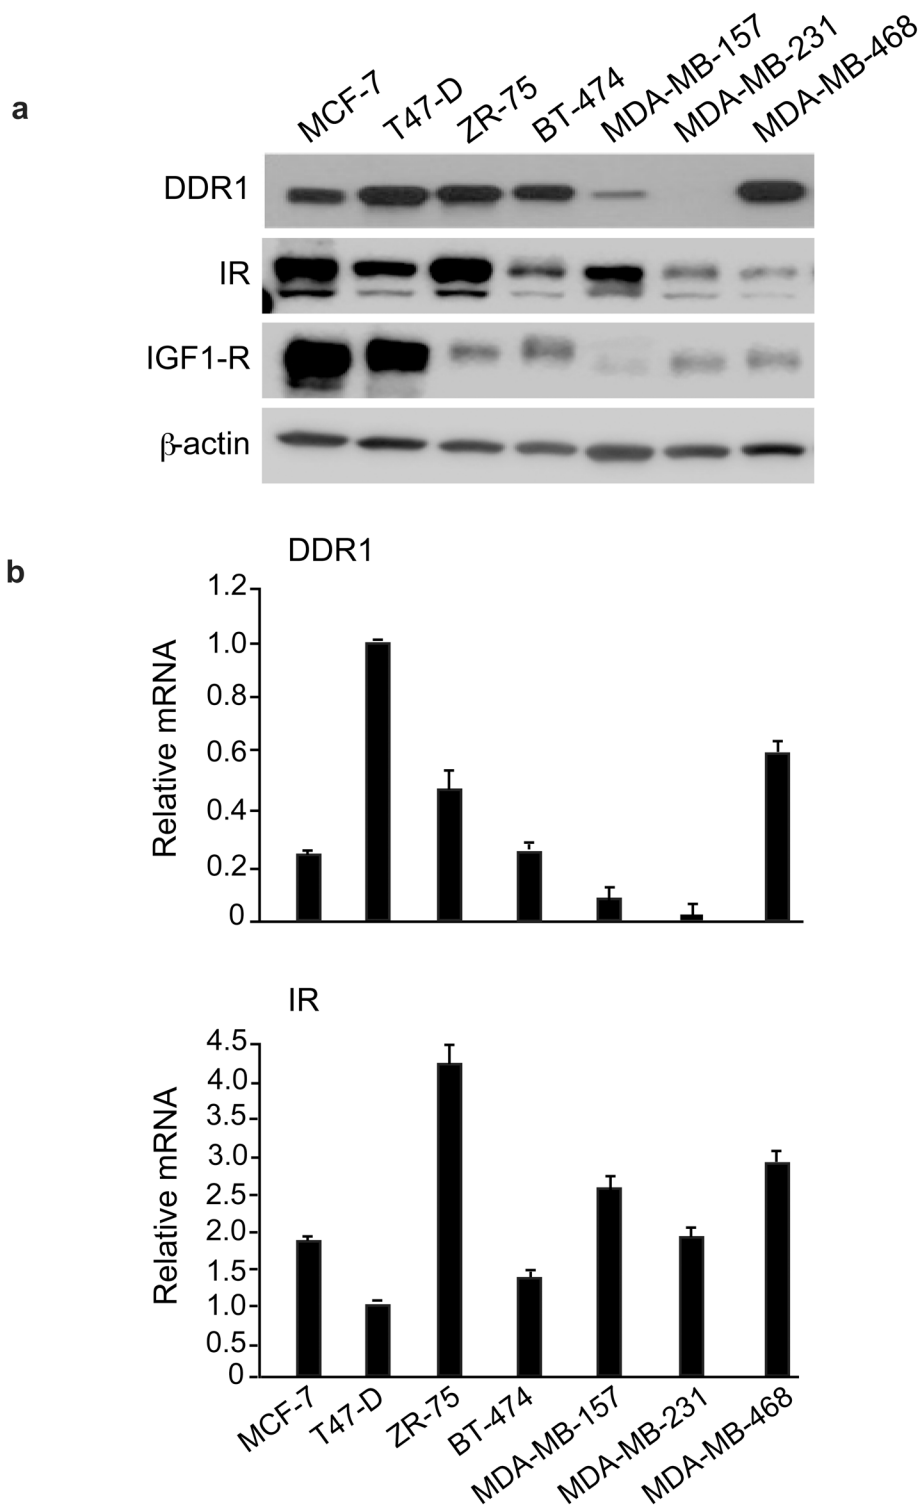 a
MCF-7
T47-D
ZR-75
BT-474
MDA-MB-157
MDA-MB-231
MDA-MB-468
DDR1
IR
IGF1-R
β-actin
b
DDR1
Relative mRNA
1.2
1.0
0.8
0.6
0.4
0.2
0
IR
Relative mRNA
4.5
4.0
3.5
3.0
2.5
2.0
1.5
1.0
0.5
0
MCF-7
T47-D
ZR-75
BT-474
MDA-MB-157
MDA-MB-231
MDA-MB-468